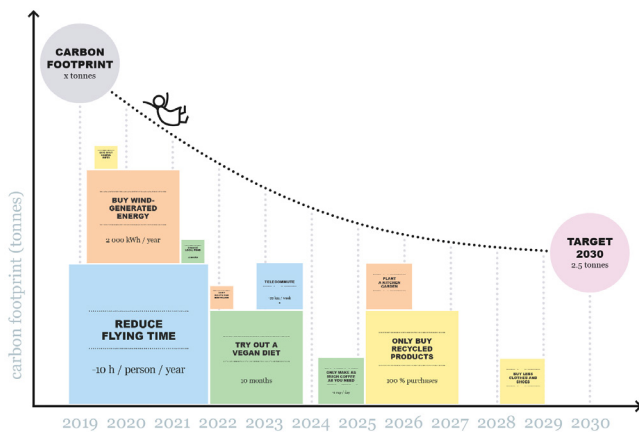 CARBON
FOOTPRINT
x tonnes
BUY WIND-
GENERATED
ENERGY
2 000 kWh / year
REDUCE
FLYING TIME
-10 h / person / year
TELECOMMUTE
TRY OUT A
VEGAN DIET
10 months
PLANT
A KITCHEN
GARDEN
ONLY MAKE AS
MUCH COFFEE
AS YOU NEED
ONLY BUY
RECYCLED
PRODUCTS
100 % purchases
BUY LESS
CLOTHES AND
SHOES
TARGET
2030
2.5 tonnes
carbon footprint (tonnes)
2019 2020 2021 2022 2023 2024 2025 2026 2027 2028 2029 2030